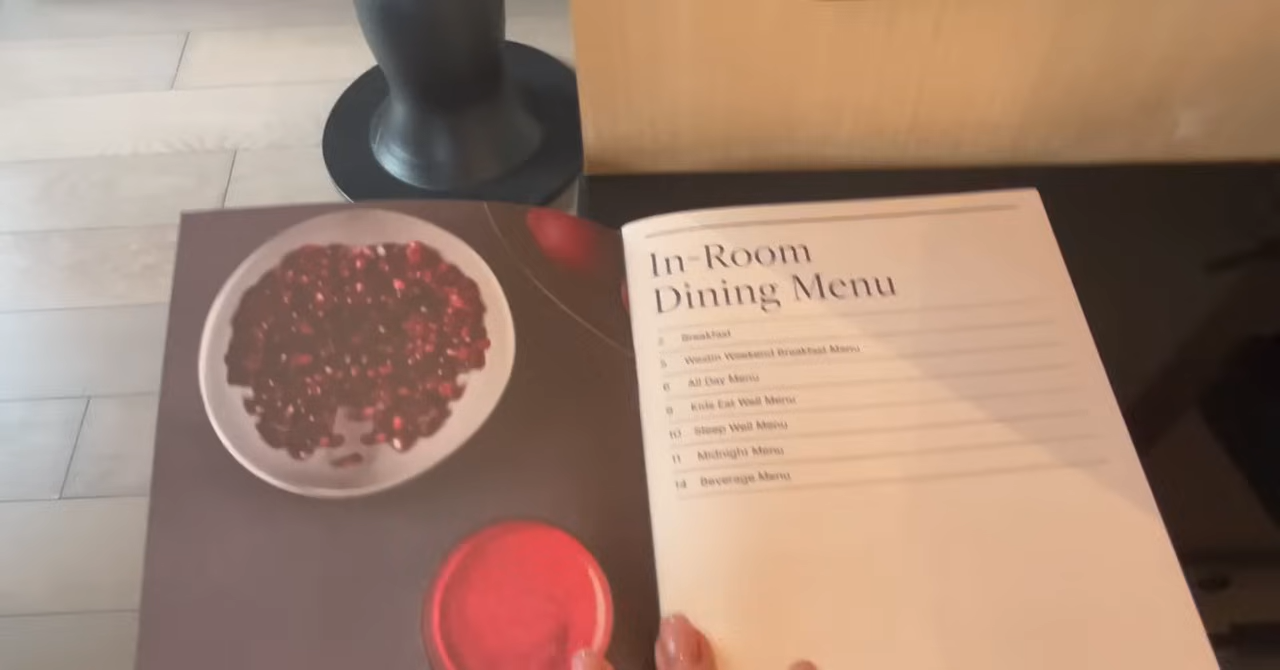 In-Room
Dining Menu
2 Breakfast
5 Westin Weekend Breakfast Menu
6 All Day Menu
9 Kids Eat Well Menu
10 Sleep Well Menu
11 Midnight Menu
14 Beverage Menu